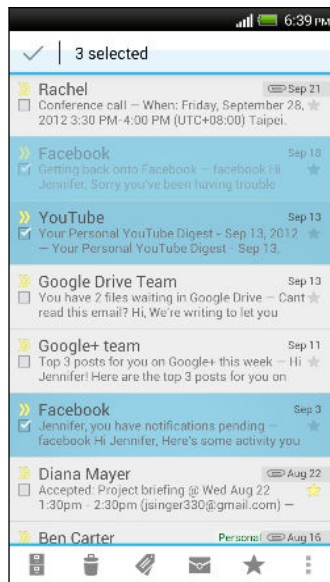 6:39 PM
3 selected
Rachel Sep 21
Conference call – When: Friday, September 28,
2012 3:30 PM-4:00 PM (UTC+08:00) Taipei.
Facebook Sep 18
Getting back onto Facebook – facebook Hi
Jennifer, Sorry you've been having trouble
YouTube Sep 13
Your Personal YouTube Digest - Sep 13, 2012
– Your Personal YouTube Digest - Sep 13,
Google Drive Team Sep 13
You have 2 files waiting in Google Drive – Cant
read this email? Hi, We're writing to let you
Google+ team Sep 11
Top 3 posts for you on Google+ this week – Hi
Jennifer! Here are the top 3 posts for you on
Facebook Sep 3
Jennifer, you have notifications pending –
facebook Hi Jennifer, Here's some activity you
Diana Mayer Aug 22
Accepted: Project briefing @ Wed Aug 22
1:30pm - 2:30pm (jsinger330@gmail.com) –
Ben Carter Personal Aug 16